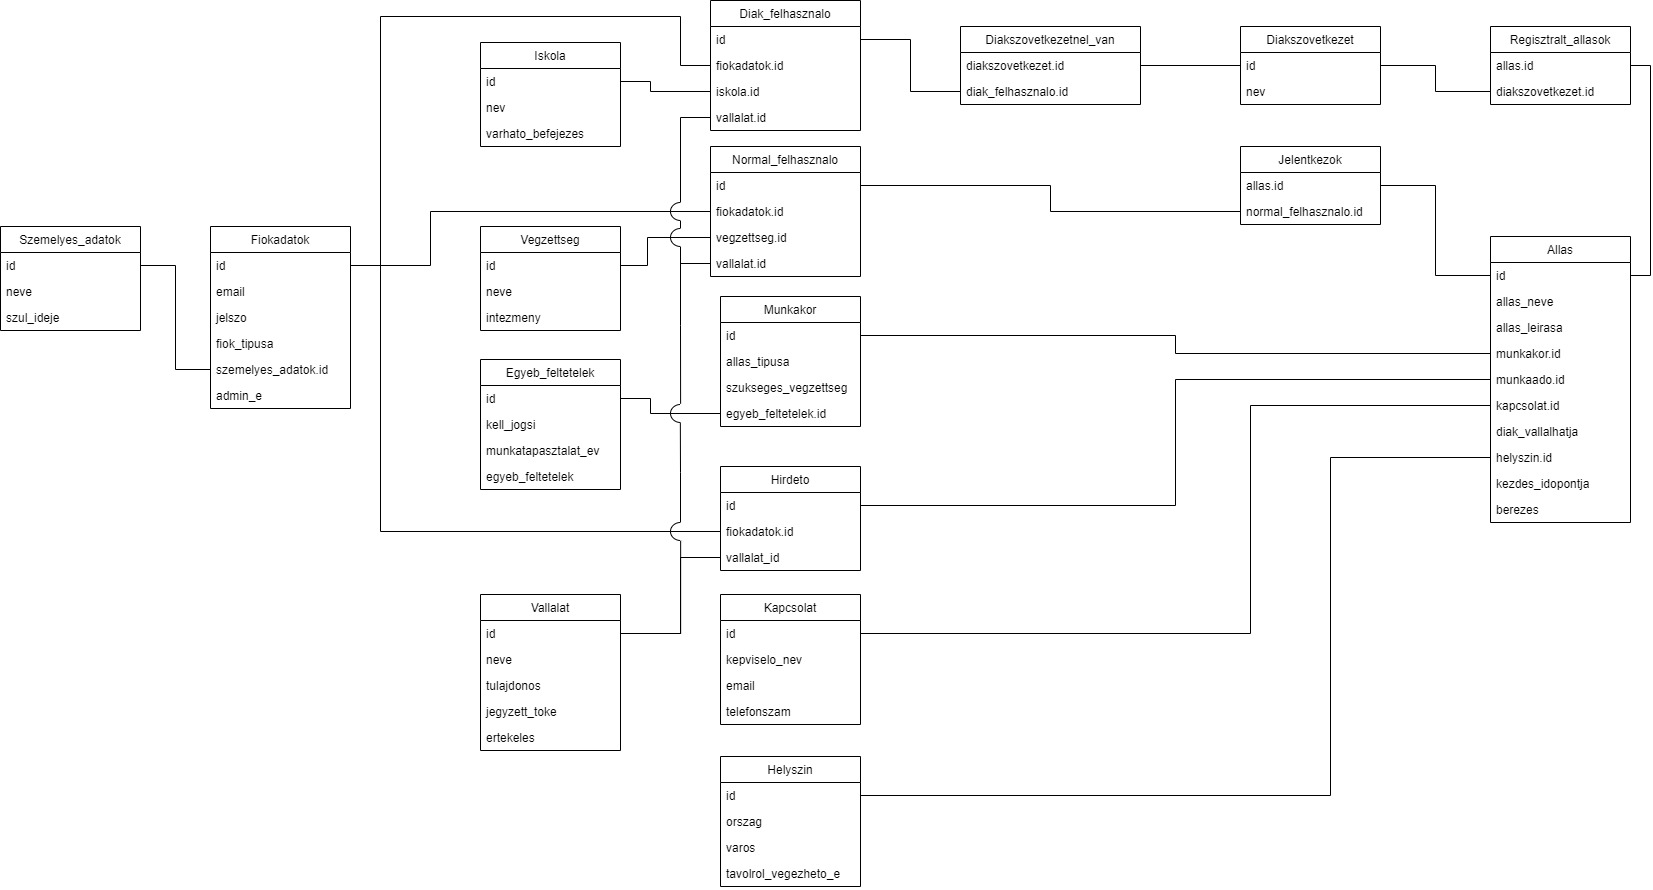 Szemelyes_adatok
id
neve
szul_ideje
Fiokadatok
id
email
jelszo
fiok_tipusa
szemelyes_adatok.id
admin_e
Iskola
id
nev
varhato_befejezes
Vegzettseg
id
neve
intezmeny
Egyeb_feltetelek
id
kell_jogsi
munkatapasztalat_ev
egyeb_feltetelek
Vallalat
id
neve
tulajdonos
jegyzett_toke
ertekeles
Diak_felhasznalo
id
fiokadatok.id
iskola.id
vallalat.id
Normal_felhasznalo
id
fiokadatok.id
vegzettseg.id
vallalat.id
Munkakor
id
allas_tipusa
szukseges_vegzettseg
egyeb_feltetelek.id
Hirdeto
id
fiokadatok.id
vallalat_id
Kapcsolat
id
kepviselo_nev
email
telefonszam
Helyszin
id
orszag
varos
tavolrol_vegezheto_e
Diakszovetkezetnel_van
diakszovetkezet.id
diak_felhasznalo.id
Diakszovetkezet
id
nev
Jelentkezok
allas.id
normal_felhasznalo.id
Regisztralt_allasok
allas.id
diakszovetkezet.id
Allas
id
allas_neve
allas_leirasa
munkakor.id
munkaado.id
kapcsolat.id
diak_vallalhatja
helyszin.id
kezdes_idopontja
berezes